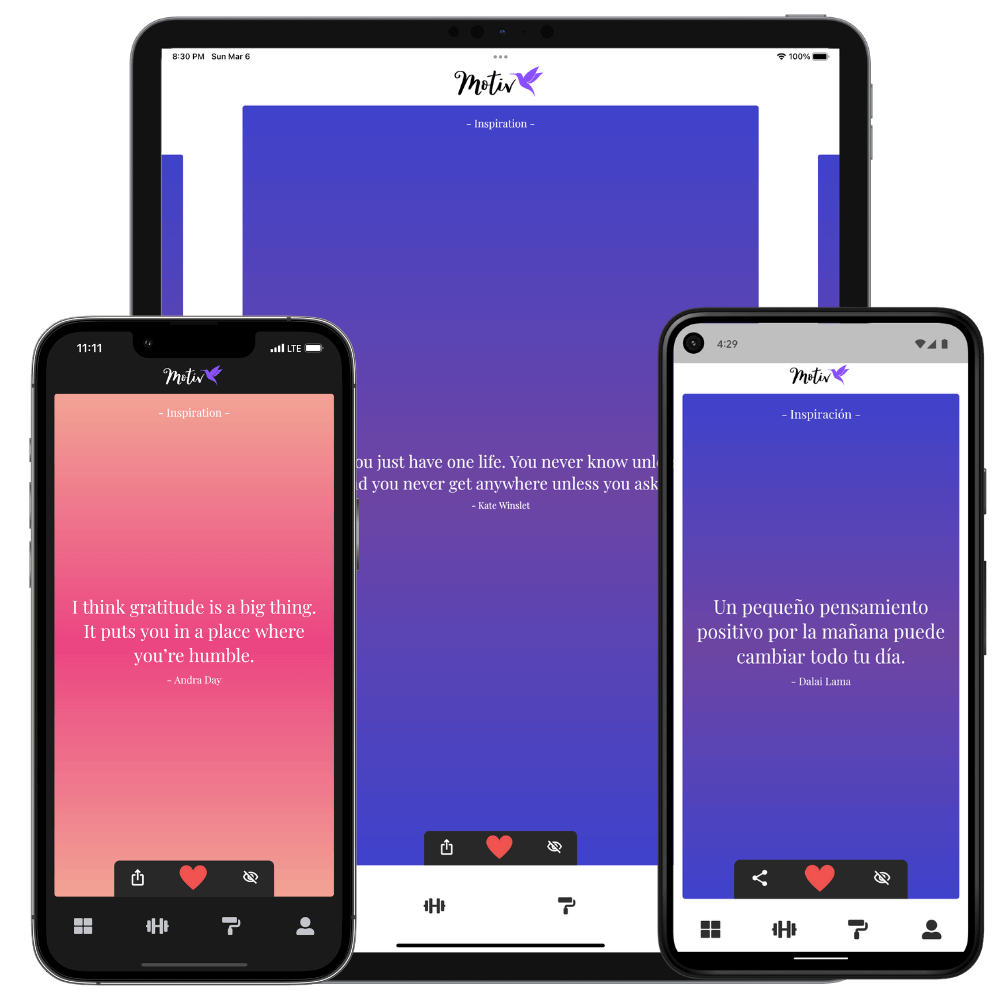 8:30 PM Sun Mar 6
100%
Motiv
– Inspiration –
ou just have one life. You never know unl
d you never get anywhere unless you ask
- Kate Winslet
11:11
LTE
Motiv
– Inspiration –
I think gratitude is a big thing.
It puts you in a place where
you're humble.
– Andra Day
4:29
Motiv
– Inspiración –
Un pequeño pensamiento
positivo por la mañana puede
cambiar todo tu día.
– Dalai Lama